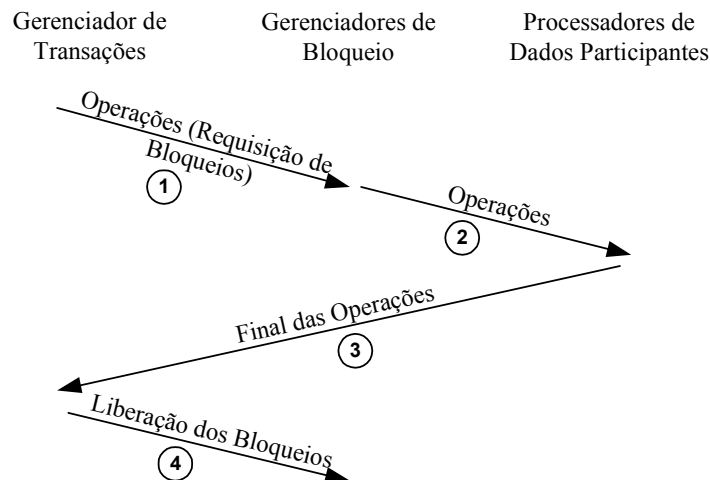 Gerenciador de
Transações
Gerenciadores de
Bloqueio
Processadores de
Dados Participantes
Operações (Requisição de
Bloqueios)
1
Operações
2
Final das Operações
3
Liberação dos Bloqueios
4